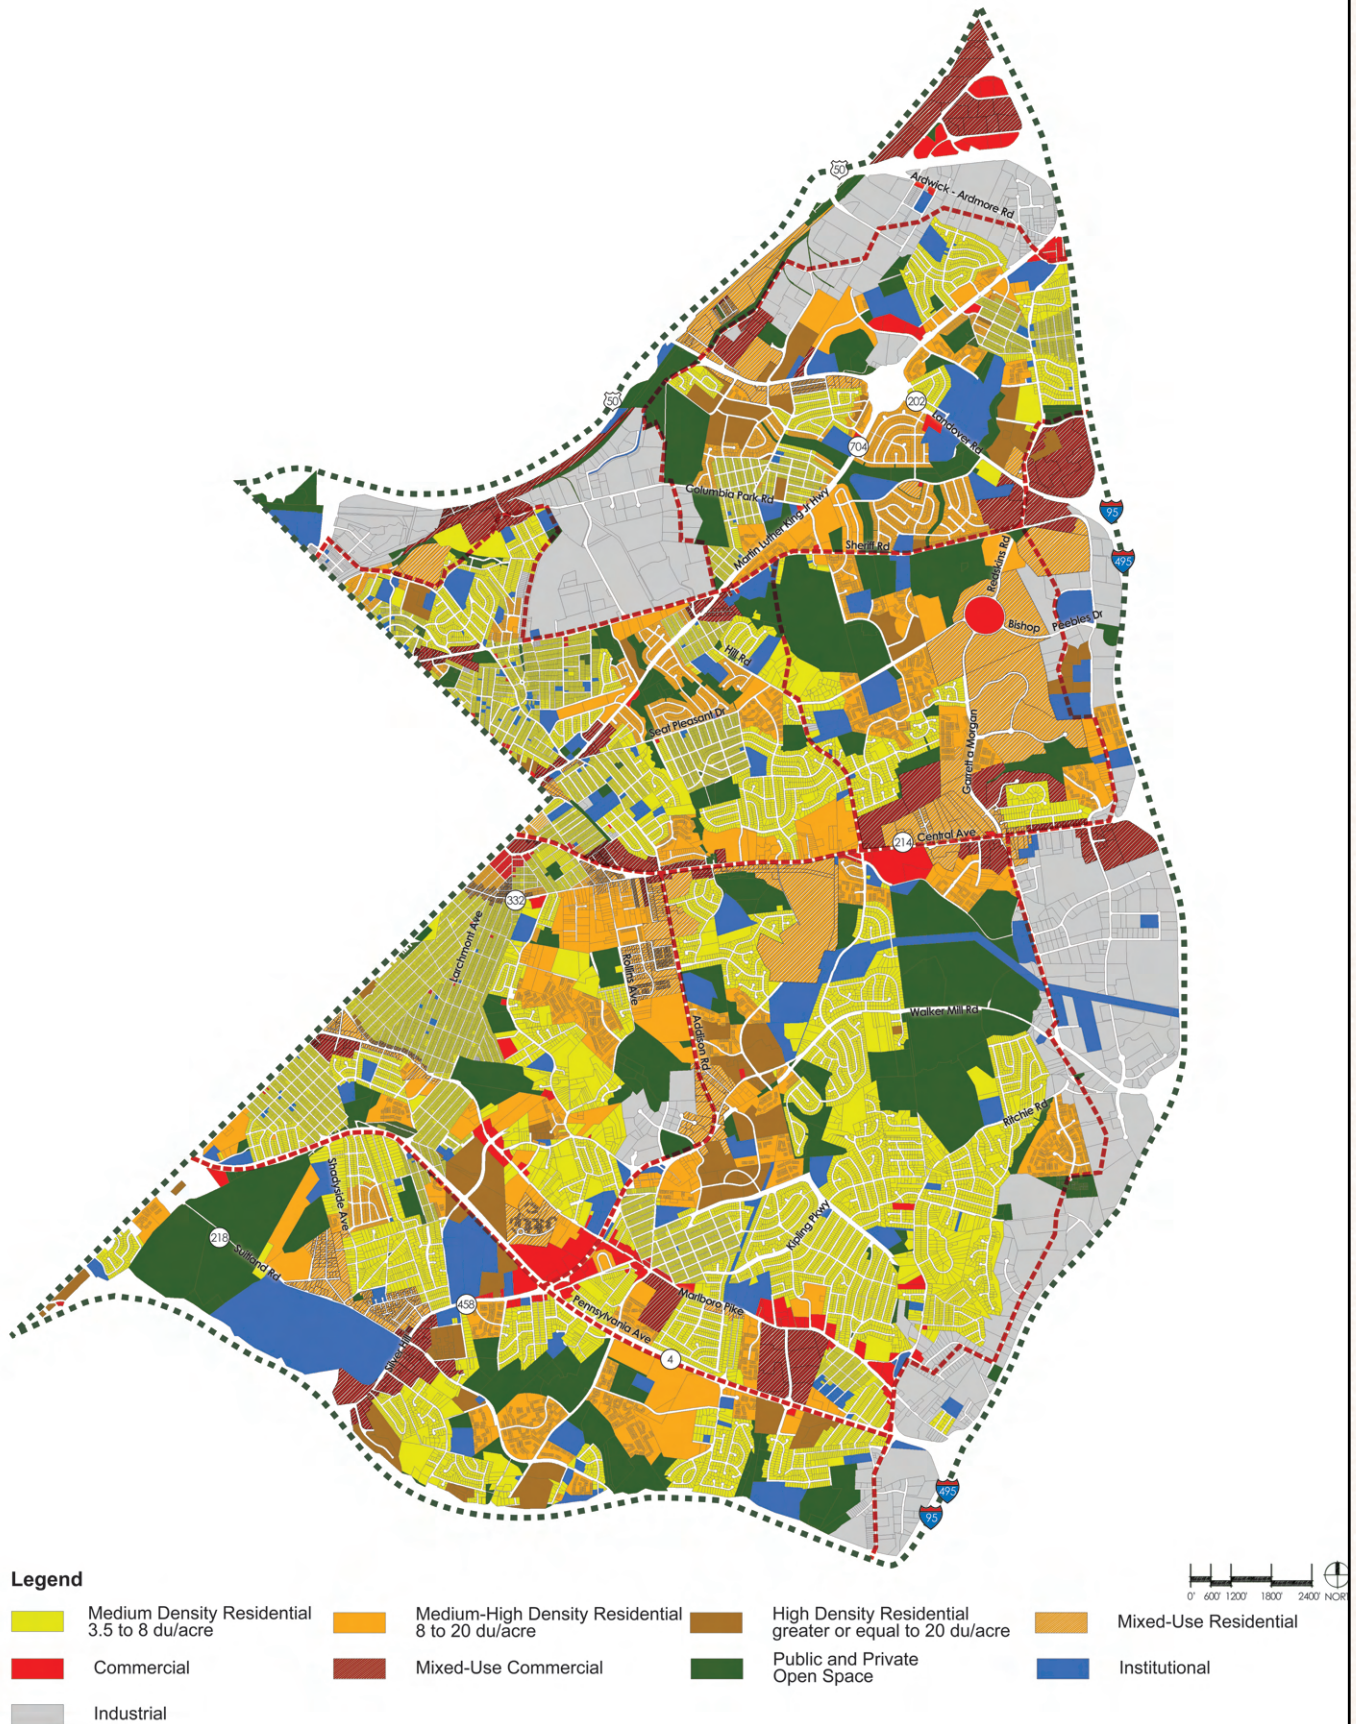 50
Ardwick - Ardmore Rd
50
202
Landover Rd
704
Columbia Park Rd
Martin Luther King Jr Hwy
95
Sheriff Rd
Redskins Rd
495
Bishop
Peebles Dr
Hill Rd
Seat Pleasant Dr
Garrett a Morgan
214
Central Ave
332
Larchmont Ave
Rollins Ave
Addison Rd
Walker Mill Rd
Ritchie Rd
Shadyside Ave
Kipling Pkwy
218
Suitland Rd
458
Marlboro Pike
Pennsylvania Ave
Silver Hill
4
495
95
Legend
0' 600' 1200' 1800' 2400'
Medium Density Residential
3.5 to 8 du/acre
Medium-High Density Residential
8 to 20 du/acre
High Density Residential
greater or equal to 20 du/acre
Mixed-Use Residential
Commercial
Mixed-Use Commercial
Public and Private
Open Space
Institutional
Industrial